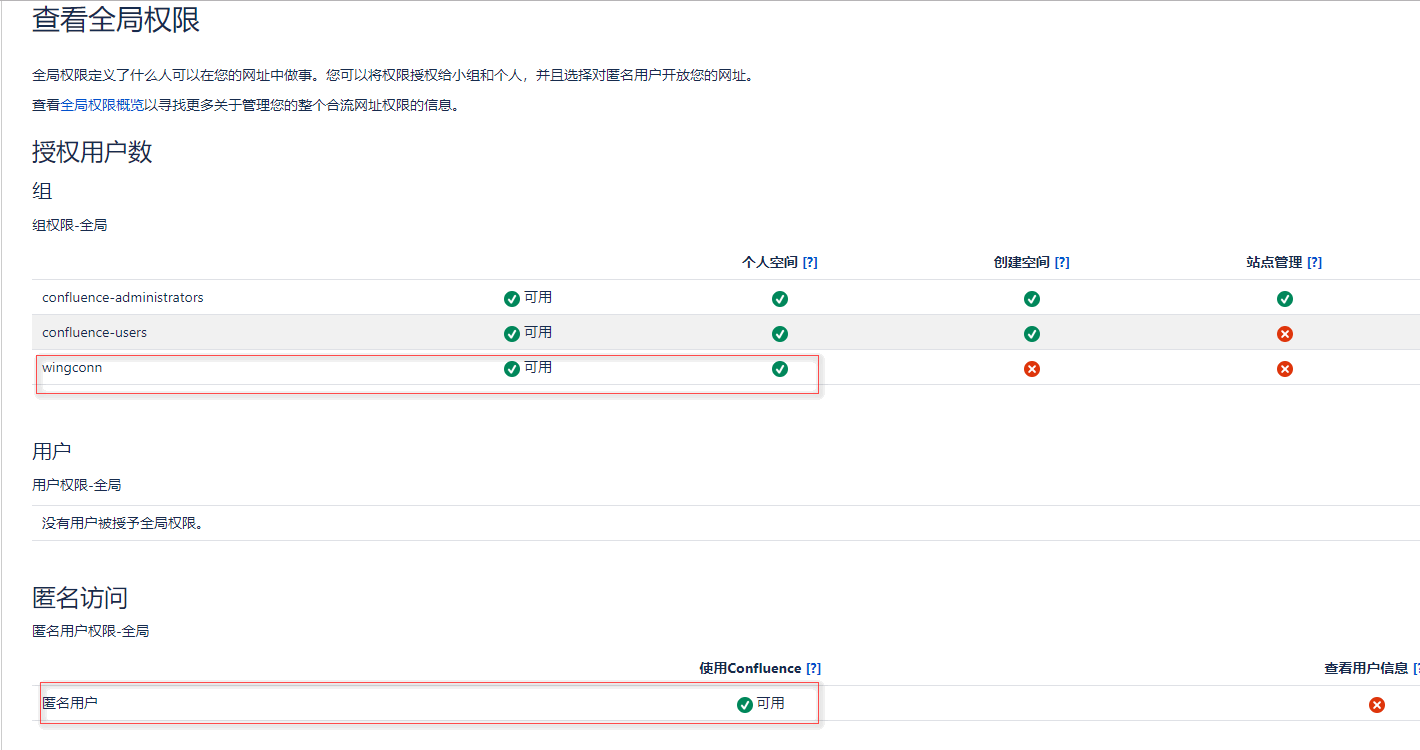 查看全局权限
全局权限定义了什么人可以在您的网址中做事。您可以将权限授权给小组和个人，并且选择对匿名用户开放您的网址。
查看全局权限概览以寻找更多关于管理您的整个合流网址权限的信息。
授权用户数
组
组权限-全局
个人空间 [?] 创建空间 [?] 站点管理 [?]
confluence-administrators 可用
confluence-users 可用
wingconn 可用
用户
用户权限-全局
没有用户被授予全局权限。
匿名访问
匿名用户权限-全局
使用Confluence [?] 查看用户信息 [?
匿名用户 可用